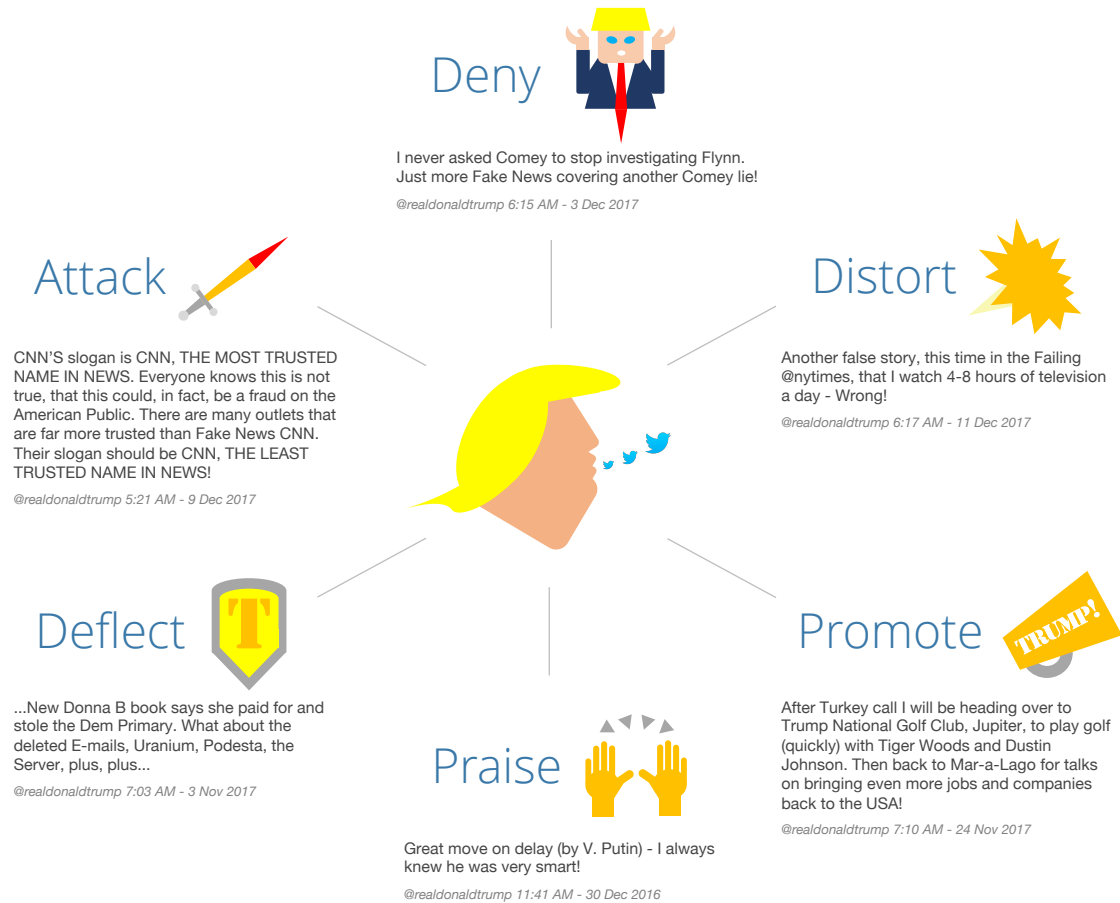 Deny
I never asked Comey to stop investigating Flynn.
Just more Fake News covering another Comey lie!
@realdonaldtrump 6:15 AM - 3 Dec 2017
Attack
CNN'S slogan is CNN, THE MOST TRUSTED
NAME IN NEWS. Everyone knows this is not
true, that this could, in fact, be a fraud on the
American Public. There are many outlets that
are far more trusted than Fake News CNN.
Their slogan should be CNN, THE LEAST
TRUSTED NAME IN NEWS!
@realdonaldtrump 5:21 AM - 9 Dec 2017
Distort
Another false story, this time in the Failing
@nytimes, that I watch 4-8 hours of television
a day - Wrong!
@realdonaldtrump 6:17 AM - 11 Dec 2017
Deflect
T
...New Donna B book says she paid for and
stole the Dem Primary. What about the
deleted E-mails, Uranium, Podesta, the
Server, plus, plus...
@realdonaldtrump 7:03 AM - 3 Nov 2017
Praise
Great move on delay (by V. Putin) - I always
knew he was very smart!
@realdonaldtrump 11:41 AM - 30 Dec 2016
Promote
TRUMP!
After Turkey call I will be heading over to
Trump National Golf Club, Jupiter, to play golf
(quickly) with Tiger Woods and Dustin
Johnson. Then back to Mar-a-Lago for talks
on bringing even more jobs and companies
back to the USA!
@realdonaldtrump 7:10 AM - 24 Nov 2017